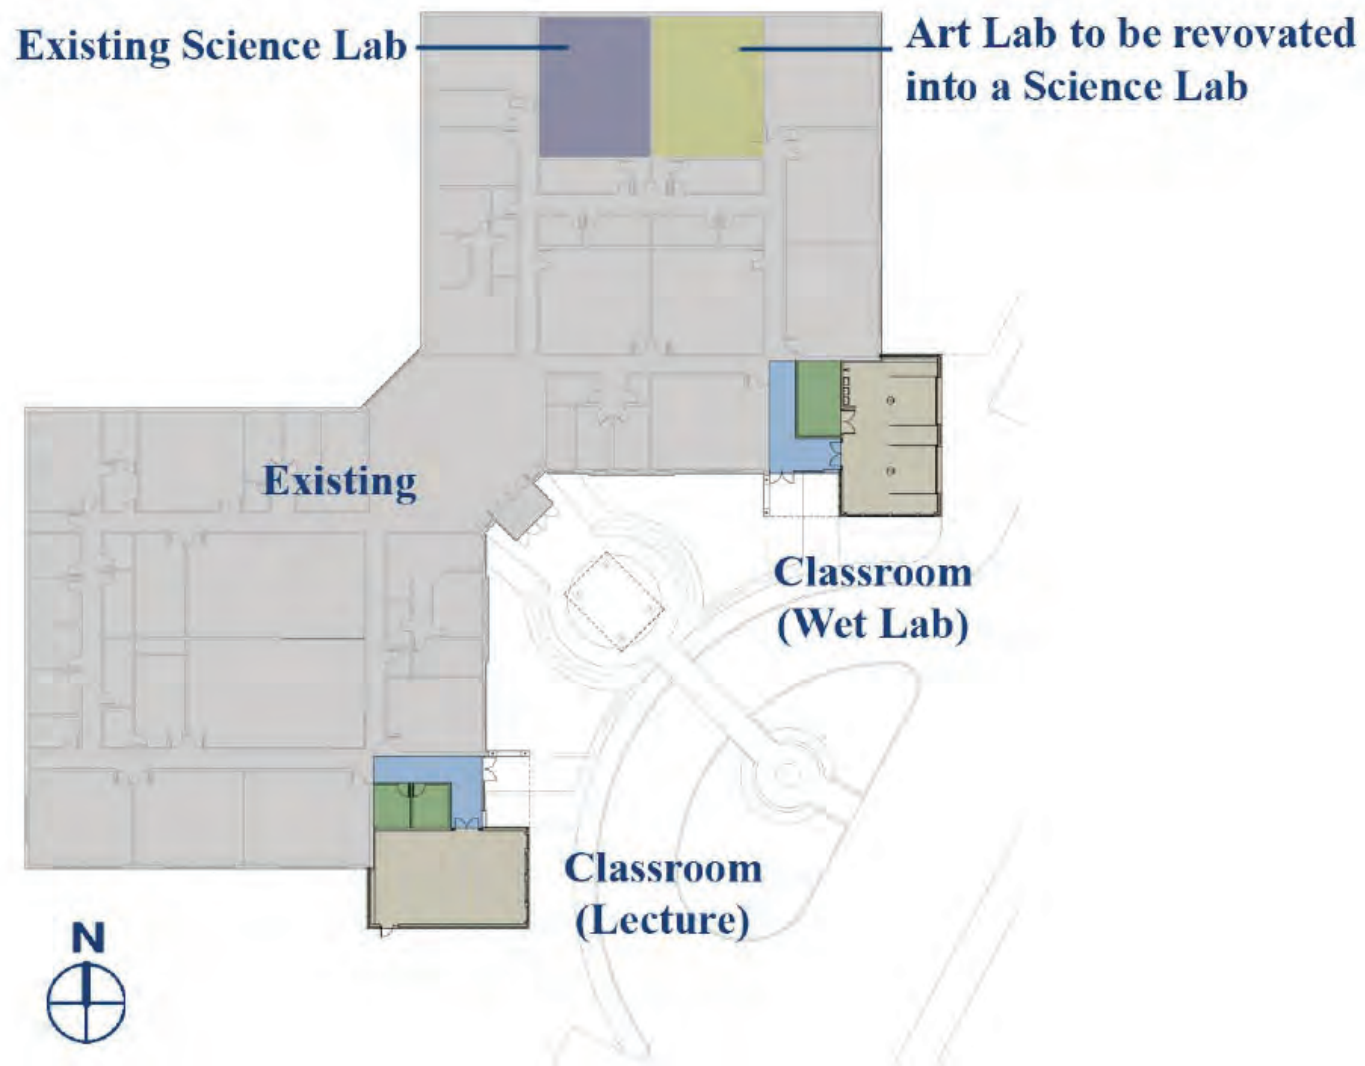 Existing Science Lab
Art Lab to be revovated
into a Science Lab
Existing
Classroom
(Wet Lab)
Classroom
(Lecture)
N